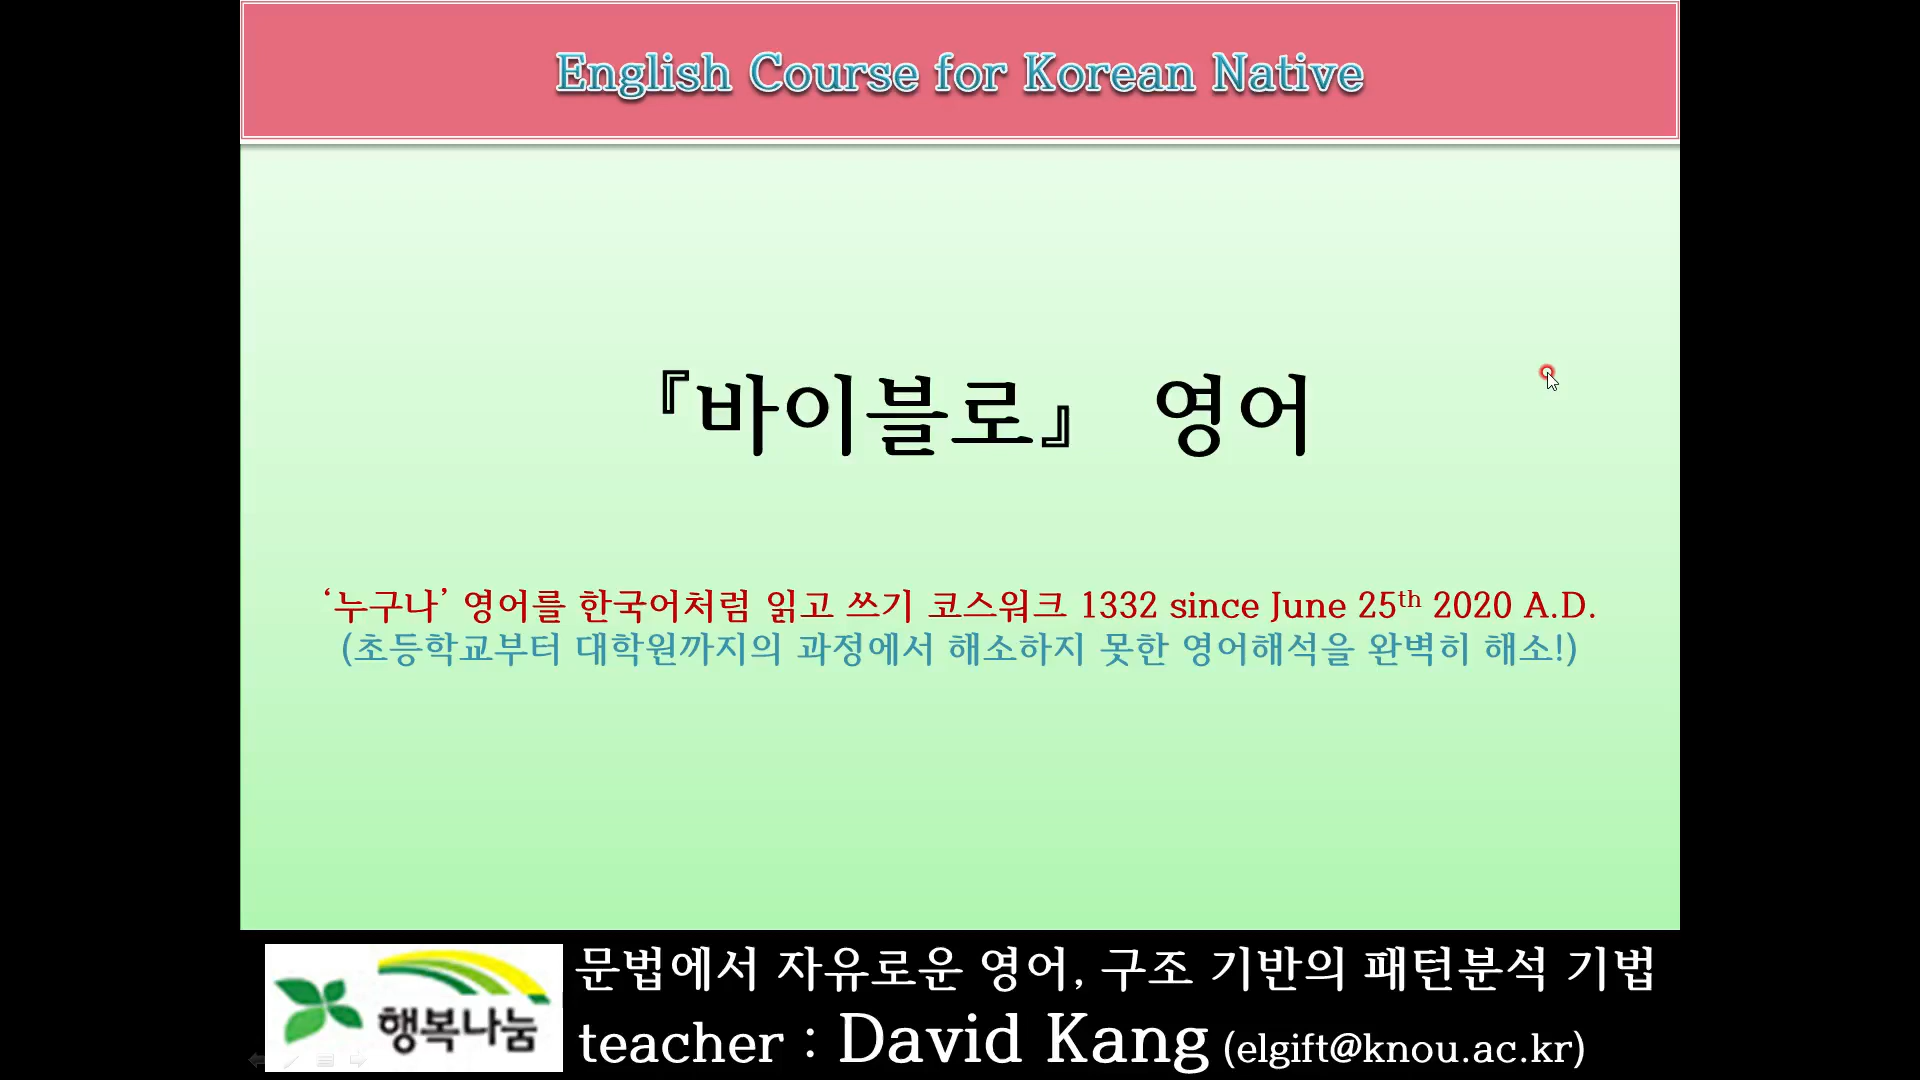 English Course for Korean Native
『바이블로』 영어
‘누구나’ 영어를 한국어처럼 읽고 쓰기 코스워크 1332 since June 25th 2020 A.D.
(초등학교부터 대학원까지의 과정에서 해소하지 못한 영어해석을 완벽히 해소!)
행복나눔
문법에서 자유로운 영어, 구조 기반의 패턴분석 기법
teacher : David Kang (elgift@knou.ac.kr)